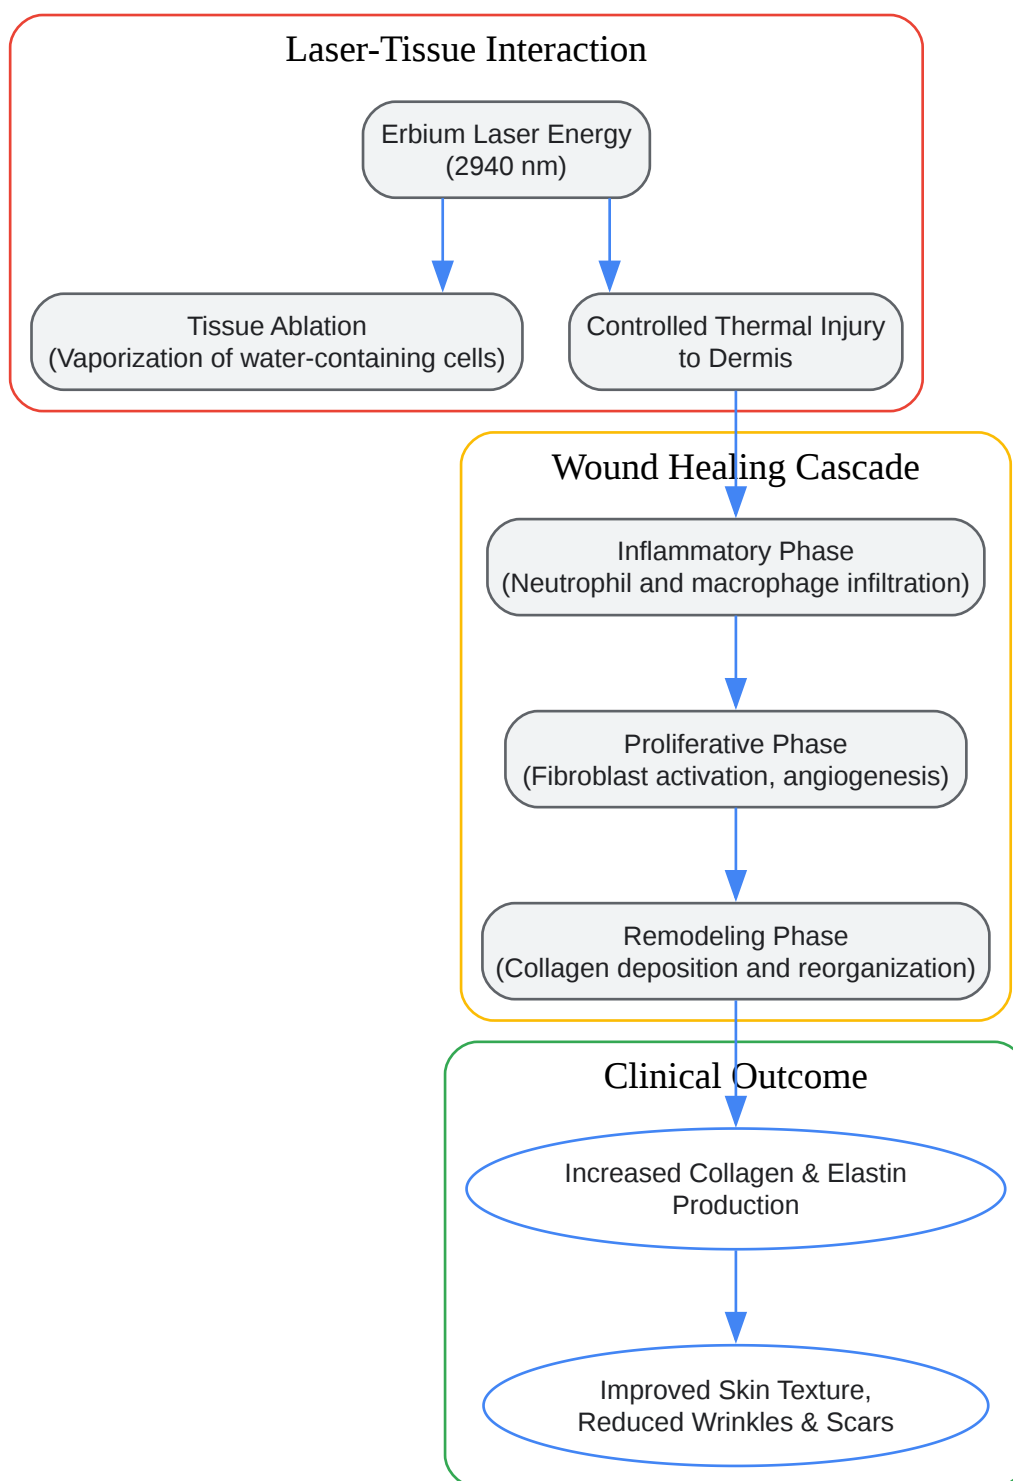 Laser-Tissue Interaction
Erbium Laser Energy
(2940 nm)
Tissue Ablation
(Vaporization of water-containing cells)
Controlled Thermal Injury
to Dermis
Wound Healing Cascade
Inflammatory Phase
(Neutrophil and macrophage infiltration)
Proliferative Phase
(Fibroblast activation, angiogenesis)
Remodeling Phase
(Collagen deposition and reorganization)
Clinical Outcome
Increased Collagen & Elastin
Production
Improved Skin Texture,
Reduced Wrinkles & Scars